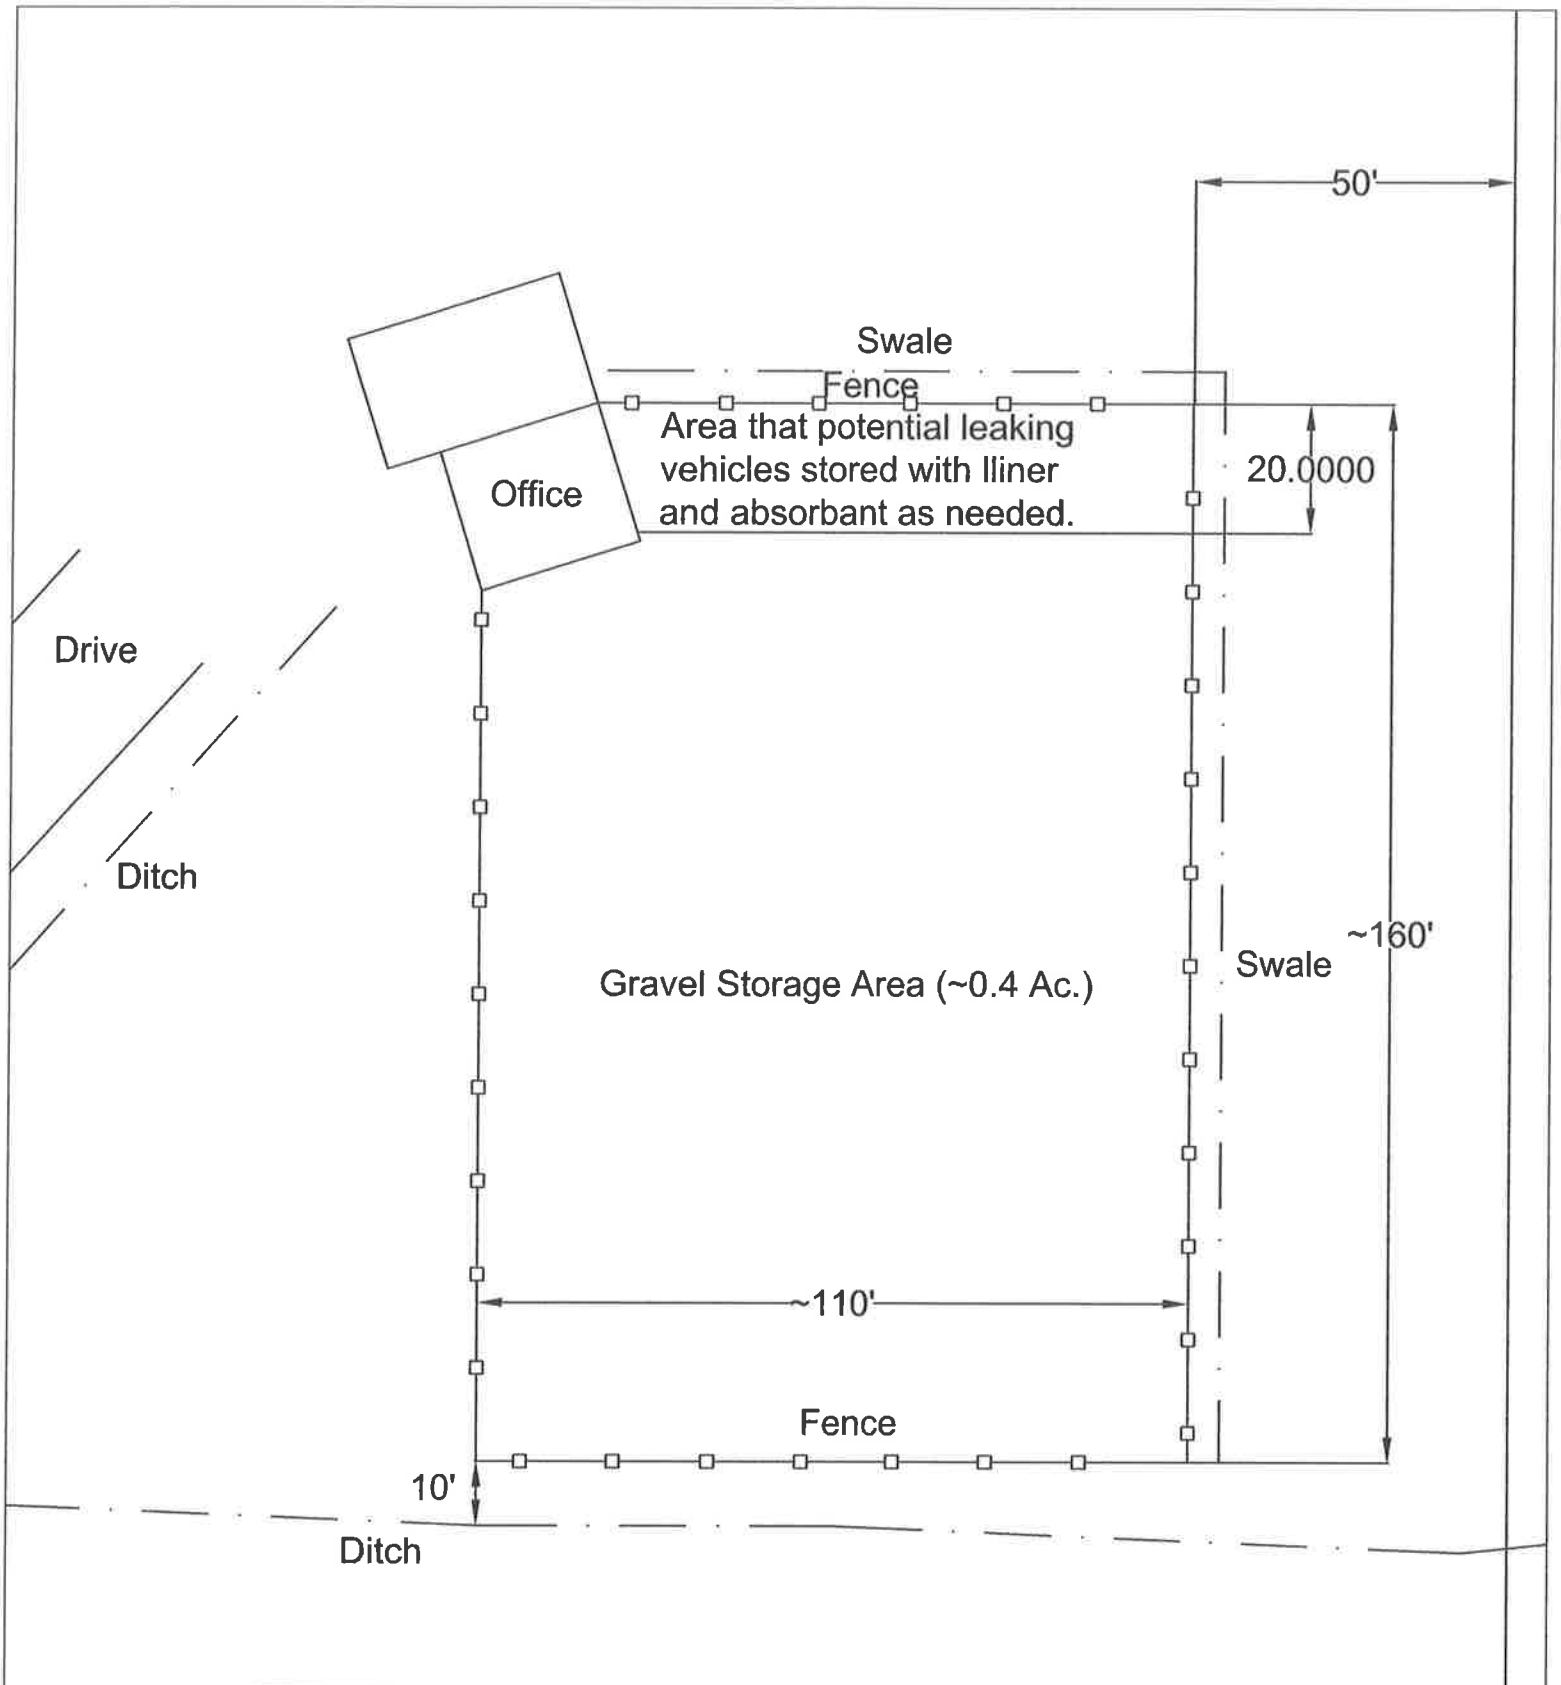 50'
Swale
Fence
Area that potential leaking
vehicles stored with lliner
and absorbant as needed.
20.0000
Office
Drive
Ditch
~160'
Swale
Gravel Storage Area (~0.4 Ac.)
~110'
Fence
10'
Ditch